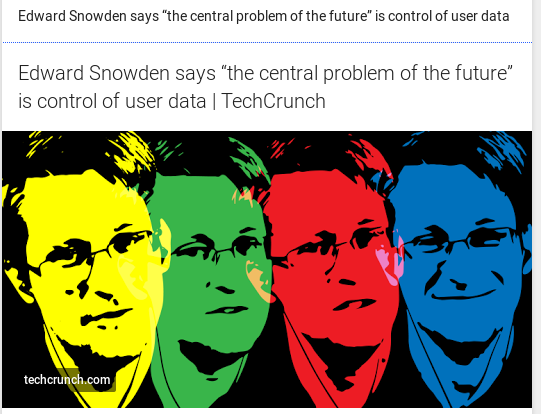 Edward Snowden says “the central problem of the future” is control of user data
Edward Snowden says “the central problem of the future”
is control of user data | TechCrunch
techcrunch.com